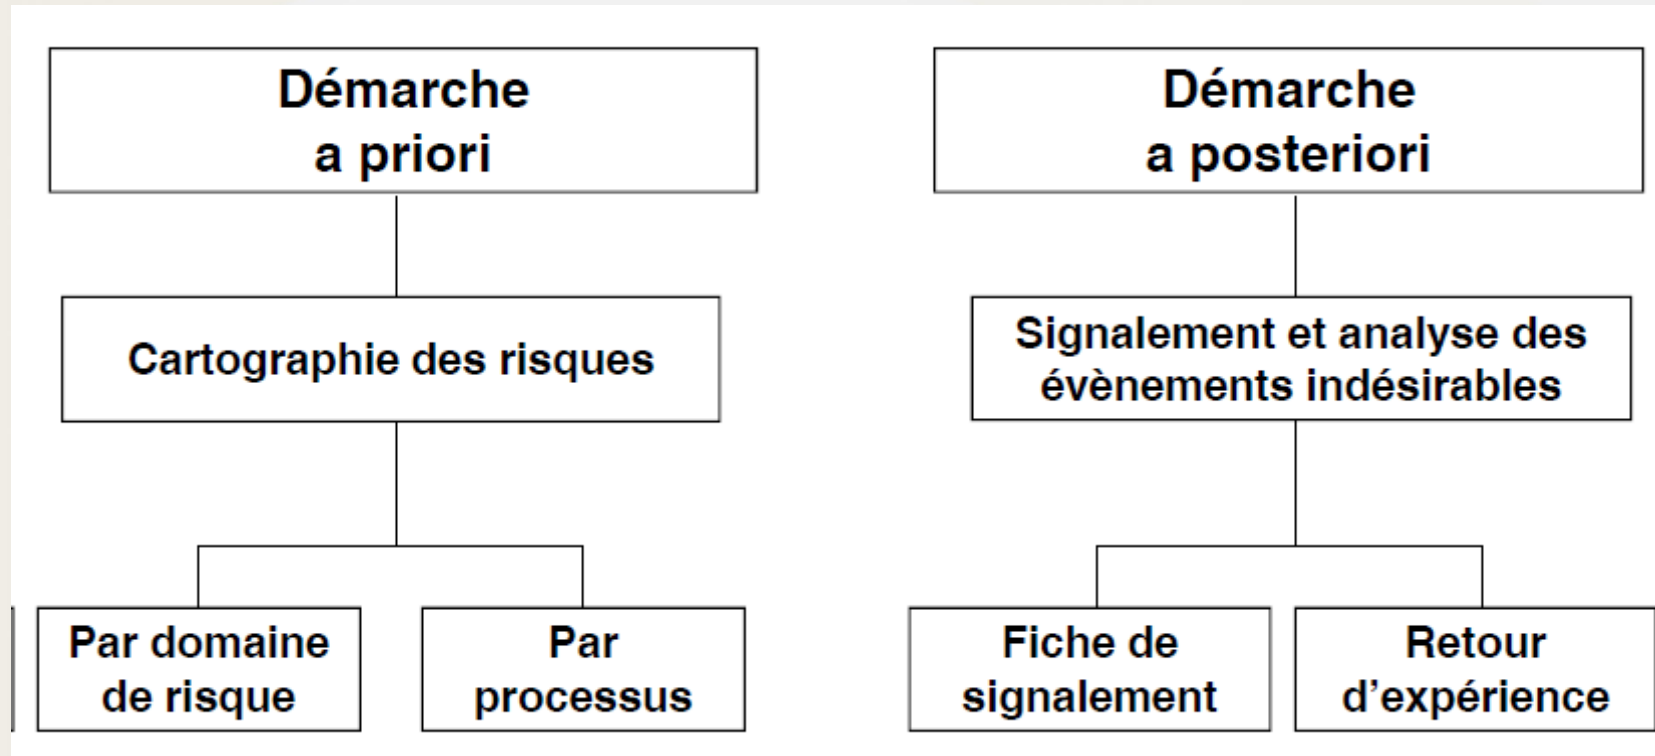 Démarche
a priori
Démarche
a posteriori
Cartographie des risques
Signalement et analyse des
évènements indésirables
Par domaine
de risque
Par
processus
Fiche de
signalement
Retour
d’expérience